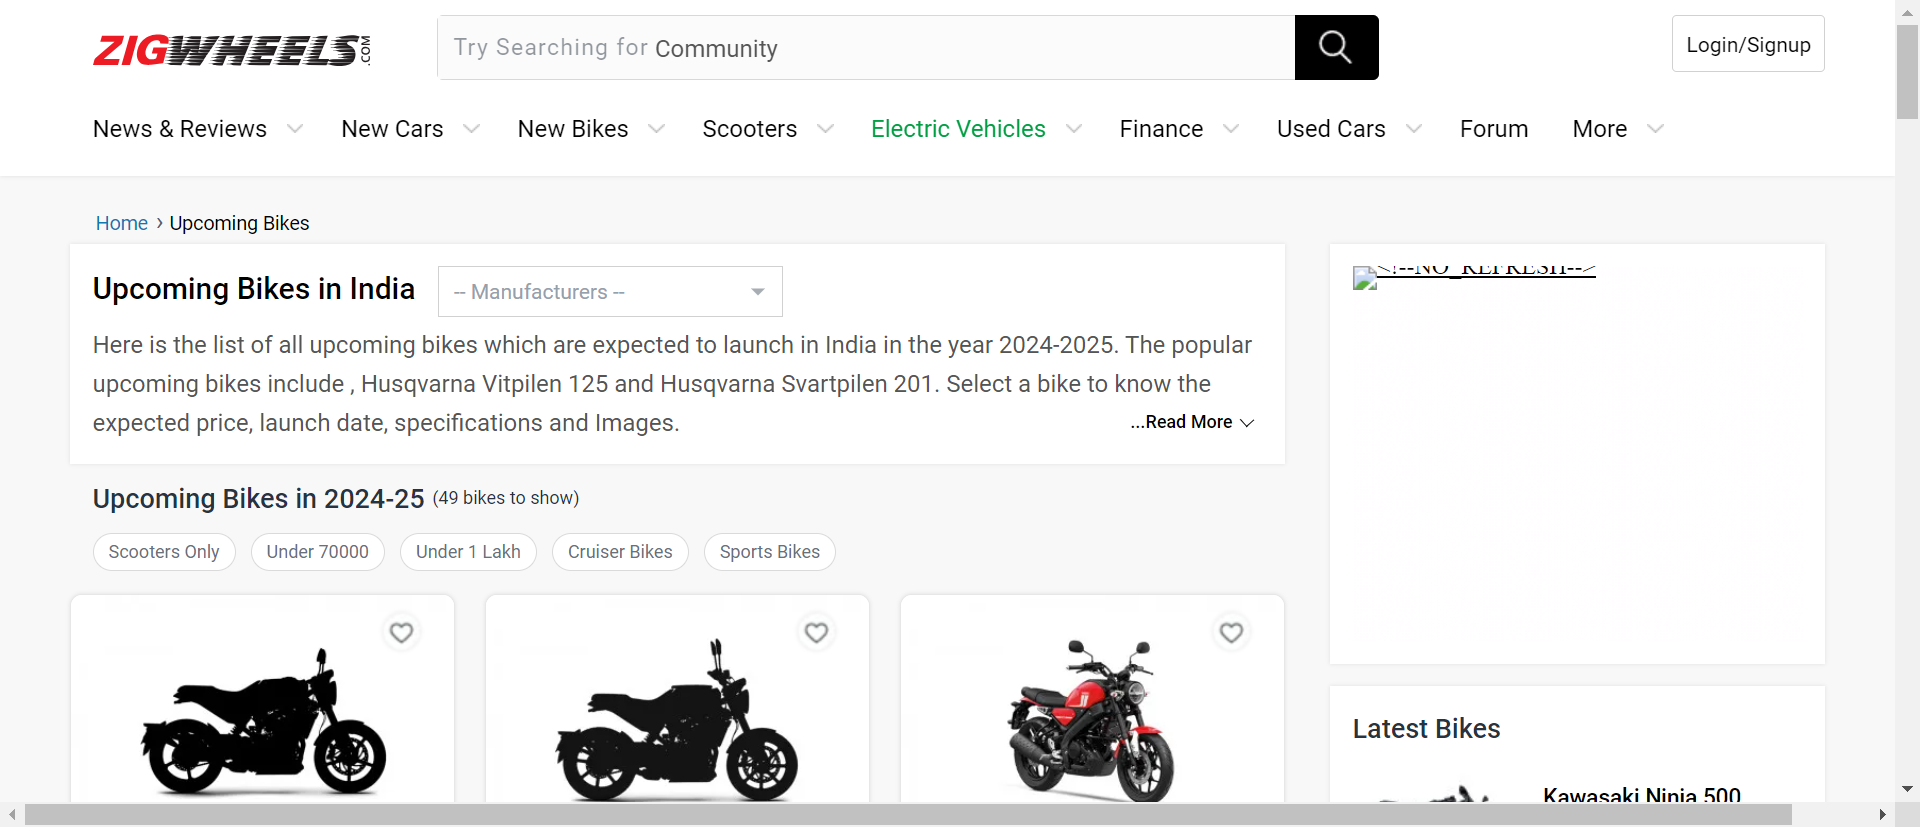 ZIGWHEELS.COM
Try Searching for Community
Login/Signup
News & Reviews New Cars New Bikes Scooters Electric Vehicles Finance Used Cars Forum More
Home › Upcoming Bikes
Upcoming Bikes in India
-- Manufacturers --
Here is the list of all upcoming bikes which are expected to launch in India in the year 2024-2025. The popular
upcoming bikes include , Husqvarna Vitpilen 125 and Husqvarna Svartpilen 201. Select a bike to know the
expected price, launch date, specifications and Images.
...Read More
<!--NO_REFRESH-->
Upcoming Bikes in 2024-25 (49 bikes to show)
Scooters Only Under 70000 Under 1 Lakh Cruiser Bikes Sports Bikes
Latest Bikes
Kawasaki Ninja 500